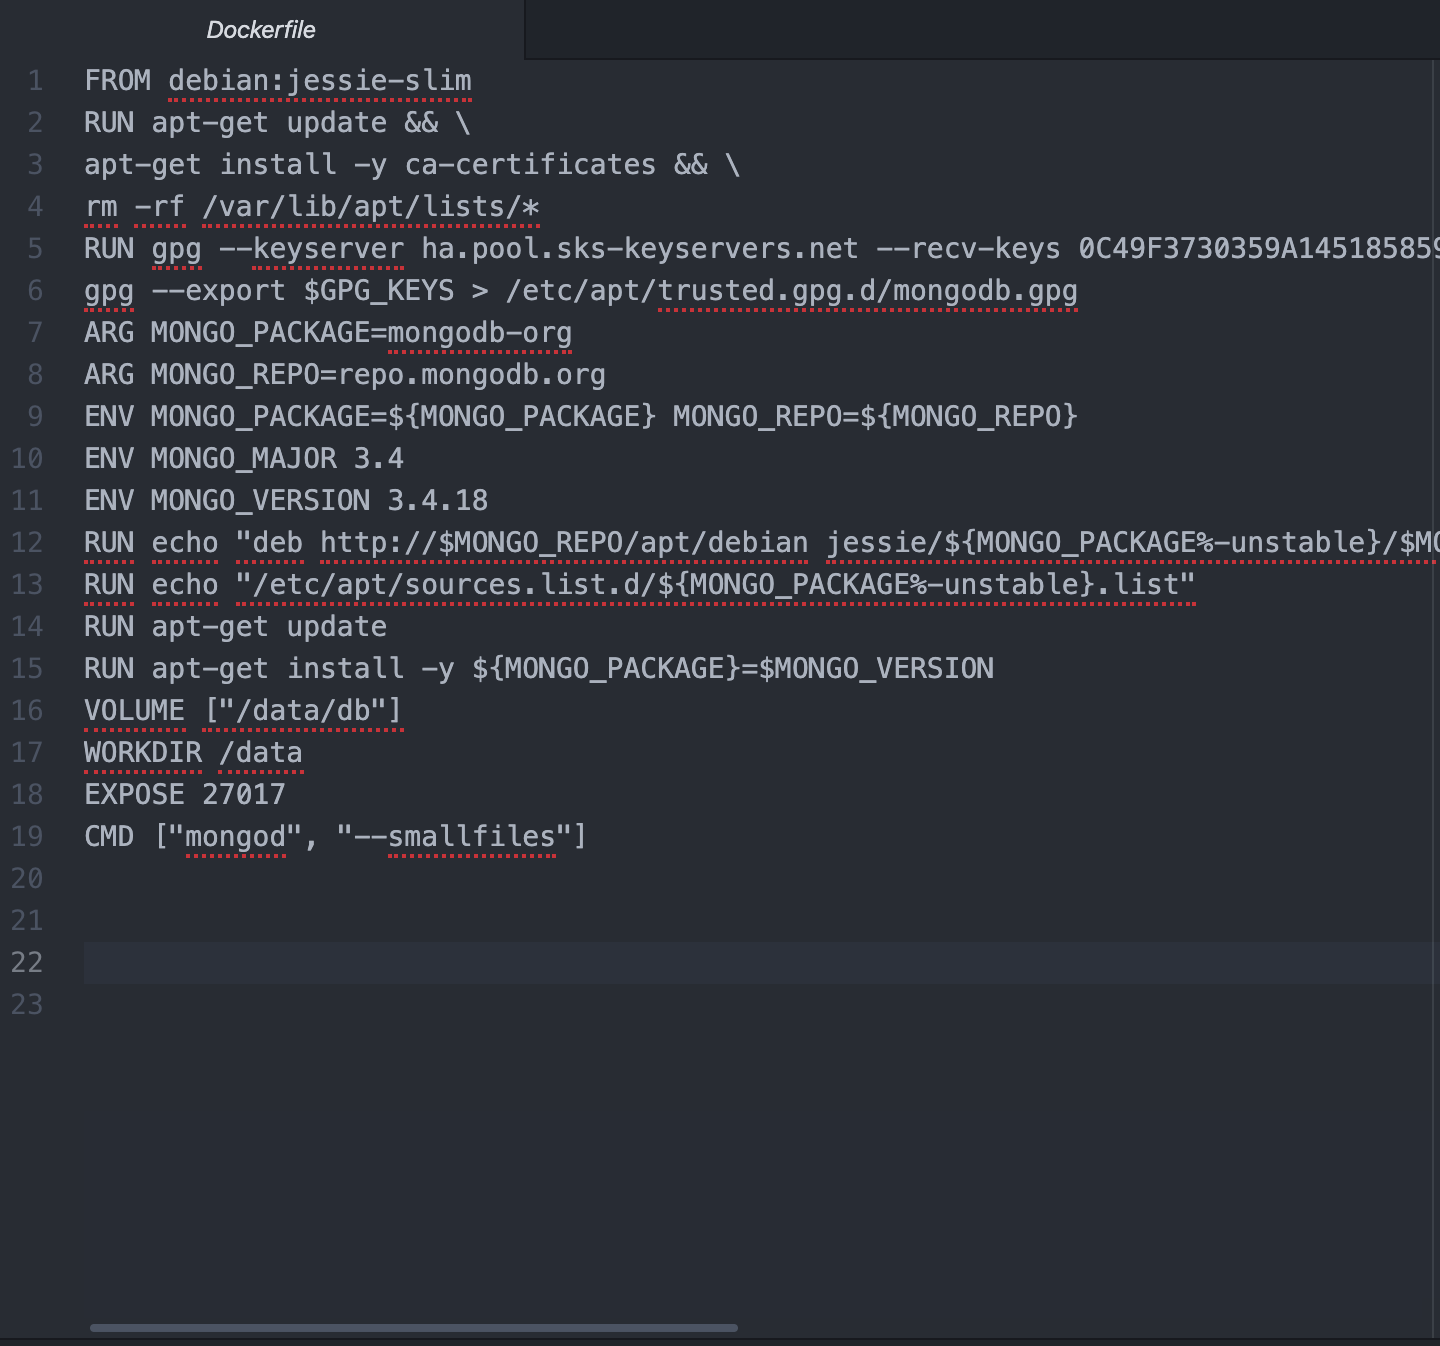 Dockerfile
1 FROM debian:jessie-slim
2 RUN apt-get update && \
3 apt-get install -y ca-certificates && \
4 rm -rf /var/lib/apt/lists/*
5 RUN gpg --keyserver ha.pool.sks-keyservers.net --recv-keys 0C49F3730359A145185859
6 gpg --export $GPG_KEYS > /etc/apt/trusted.gpg.d/mongodb.gpg
7 ARG MONGO_PACKAGE=mongodb-org
8 ARG MONGO_REPO=repo.mongodb.org
9 ENV MONGO_PACKAGE=${MONGO_PACKAGE} MONGO_REPO=${MONGO_REPO}
10 ENV MONGO_MAJOR 3.4
11 ENV MONGO_VERSION 3.4.18
12 RUN echo "deb http://$MONGO_REPO/apt/debian jessie/${MONGO_PACKAGE%-unstable}/$MO
13 RUN echo "/etc/apt/sources.list.d/${MONGO_PACKAGE%-unstable}.list"
14 RUN apt-get update
15 RUN apt-get install -y ${MONGO_PACKAGE}=$MONGO_VERSION
16 VOLUME ["/data/db"]
17 WORKDIR /data
18 EXPOSE 27017
19 CMD ["mongod", "--smallfiles"]
20
21
22
23